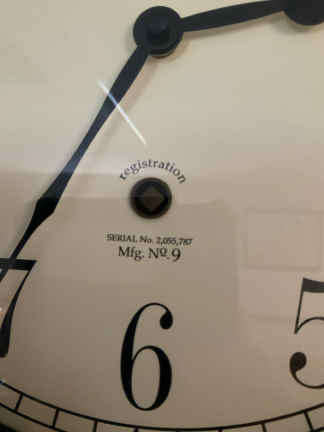 registration
SERIAL No. 2,055,787
Mfg. Nº. 9
7
6
5